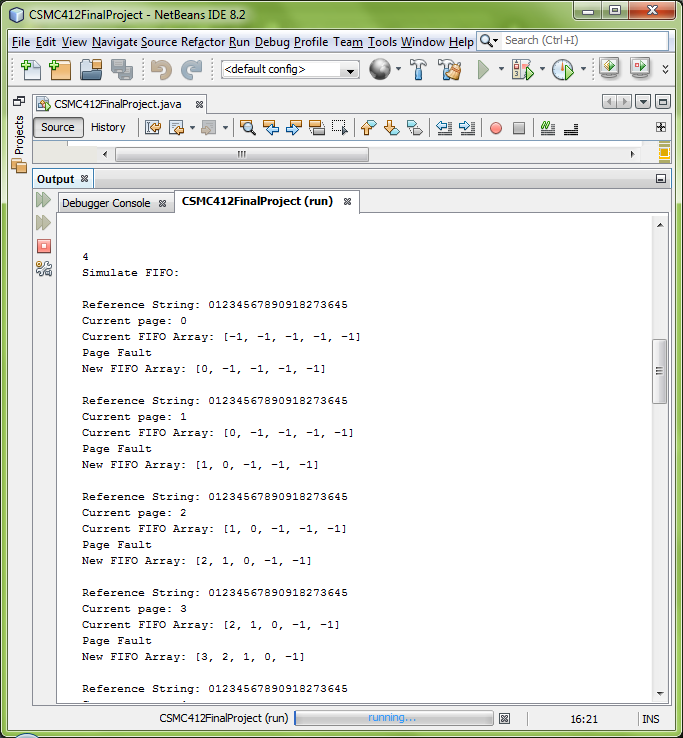 CSMC412FinalProject - NetBeans IDE 8.2
File Edit View Navigate Source Refactor Run Debug Profile Team Tools Window Help Search (Ctrl+I)
<default config>
CSMC412FinalProject.java
Source History
Projects
Output
Debugger Console CSMC412FinalProject (run)
4
Simulate FIFO:
Reference String: 01234567890918273645
Current page: 0
Current FIFO Array: [-1, -1, -1, -1, -1]
Page Fault
New FIFO Array: [0, -1, -1, -1, -1]
Reference String: 01234567890918273645
Current page: 1
Current FIFO Array: [0, -1, -1, -1, -1]
Page Fault
New FIFO Array: [1, 0, -1, -1, -1]
Reference String: 01234567890918273645
Current page: 2
Current FIFO Array: [1, 0, -1, -1, -1]
Page Fault
New FIFO Array: [2, 1, 0, -1, -1]
Reference String: 01234567890918273645
Current page: 3
Current FIFO Array: [2, 1, 0, -1, -1]
Page Fault
New FIFO Array: [3, 2, 1, 0, -1]
Reference String: 01234567890918273645
CSMC412FinalProject (run) running... 16:21 INS